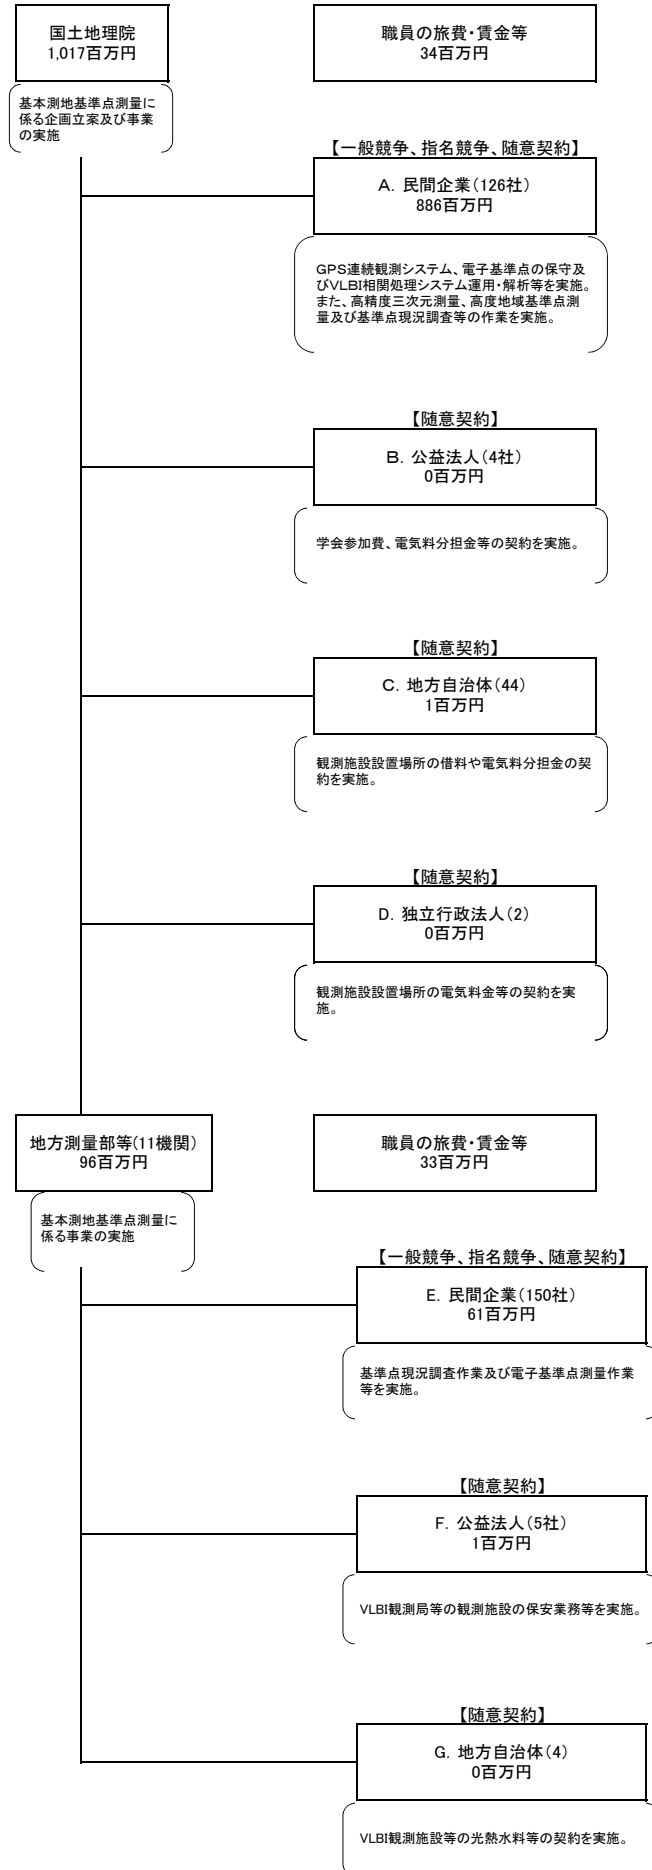 国土地理院
1,017百万円
職員の旅費・賃金等
34百万円
基本測地基準点測量に
係る企画立案及び事業
の実施
【一般競争、指名競争、随意契約】
A. 民間企業(126社)
886百万円
GPS連続観測システム、電子基準点の保守及
びVLBI相関処理システム運用・解析等を実施。
また、高精度三次元測量、高度地域基準点測
量及び基準点現況調査等の作業を実施。
【随意契約】
B. 公益法人(4社)
0百万円
学会参加費、電気料分担金等の契約を実施。
【随意契約】
C. 地方自治体(44)
1百万円
観測施設設置場所の借料や電気料分担金の契
約を実施。
【随意契約】
D. 独立行政法人(2)
0百万円
観測施設設置場所の電気料金等の契約を実
施。
地方測量部等(11機関)
96百万円
職員の旅費・賃金等
33百万円
基本測地基準点測量に
係る事業の実施
【一般競争、指名競争、随意契約】
E. 民間企業(150社)
61百万円
基準点現況調査作業及び電子基準点測量作業
等を実施。
【随意契約】
F. 公益法人(5社)
1百万円
VLBI観測局等の観測施設の保安業務等を実施。
【随意契約】
G. 地方自治体(4)
0百万円
VLBI観測施設等の光熱水料等の契約を実施。